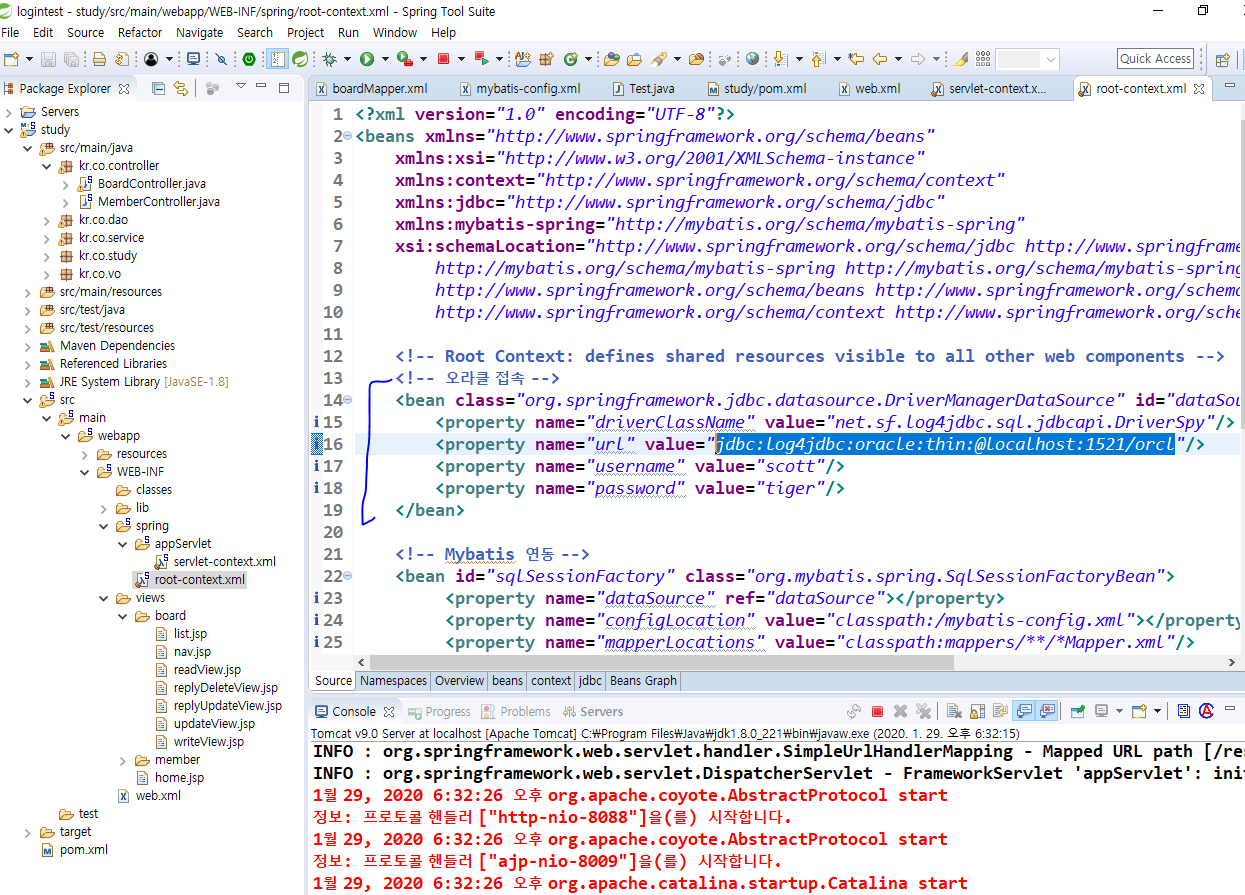 logintest - study/src/main/webapp/WEB-INF/spring/root-context.xml - Spring Tool Suite
File Edit Source Refactor Navigate Search Project Run Window Help
Quick Access
Package Explorer
boardMapper.xml mybatis-config.xml Test.java study/pom.xml web.xml servlet-context.x... root-context.xml
Servers
study
src/main/java
kr.co.controller
BoardController.java
MemberController.java
kr.co.dao
kr.co.service
kr.co.study
kr.co.vo
src/main/resources
src/test/java
src/test/resources
Maven Dependencies
Referenced Libraries
JRE System Library [JavaSE-1.8]
src
main
webapp
resources
WEB-INF
classes
lib
spring
appServlet
servlet-context.xml
root-context.xml
views
board
list.jsp
nav.jsp
readView.jsp
replyDeleteView.jsp
replyUpdateView.jsp
updateView.jsp
writeView.jsp
member
home.jsp
web.xml
test
target
pom.xml
1 <?xml version="1.0" encoding="UTF-8"?>
2 <beans xmlns="http://www.springframework.org/schema/beans"
3 xmlns:xsi="http://www.w3.org/2001/XMLSchema-instance"
4 xmlns:context="http://www.springframework.org/schema/context"
5 xmlns:jdbc="http://www.springframework.org/schema/jdbc"
6 xmlns:mybatis-spring="http://mybatis.org/schema/mybatis-spring"
7 xsi:schemaLocation="http://www.springframework.org/schema/jdbc http://www.springframe
8 http://mybatis.org/schema/mybatis-spring http://mybatis.org/schema/mybatis-spring
9 http://www.springframework.org/schema/beans http://www.springframework.org/schema
10 http://www.springframework.org/schema/context http://www.springframework.org/sche
11
12 <!-- Root Context: defines shared resources visible to all other web components -->
13 <!-- 오라클 접속 -->
14 <bean class="org.springframework.jdbc.datasource.DriverManagerDataSource" id="dataSou
15 <property name="driverClassName" value="net.sf.log4jdbc.sql.jdbcapi.DriverSpy"/>
16 <property name="url" value="jdbc:log4jdbc:oracle:thin:@localhost:1521/orcl"/>
17 <property name="username" value="scott"/>
18 <property name="password" value="tiger"/>
19 </bean>
20
21 <!-- Mybatis 연동 -->
22 <bean id="sqlSessionFactory" class="org.mybatis.spring.SqlSessionFactoryBean">
23 <property name="dataSource" ref="dataSource"></property>
24 <property name="configLocation" value="classpath:/mybatis-config.xml"></property
25 <property name="mapperLocations" value="classpath:mappers/**/*Mapper.xml"/>
Source Namespaces Overview beans context jdbc Beans Graph
Console Progress Problems Servers
Tomcat v9.0 Server at localhost [Apache Tomcat] C:₩Program Files₩Java₩jdk1.8.0_221₩bin₩javaw.exe (2020. 1. 29. 오후 6:32:15)
INFO : org.springframework.web.servlet.handler.SimpleUrlHandlerMapping - Mapped URL path [/res
INFO : org.springframework.web.servlet.DispatcherServlet - FrameworkServlet 'appServlet': init
1월 29, 2020 6:32:26 오후 org.apache.coyote.AbstractProtocol start
정보: 프로토콜 핸들러 ["http-nio-8088"]을(를) 시작합니다.
1월 29, 2020 6:32:26 오후 org.apache.coyote.AbstractProtocol start
정보: 프로토콜 핸들러 ["ajp-nio-8009"]을(를) 시작합니다.
1월 29, 2020 6:32:26 오후 org.apache.catalina.startup.Catalina start